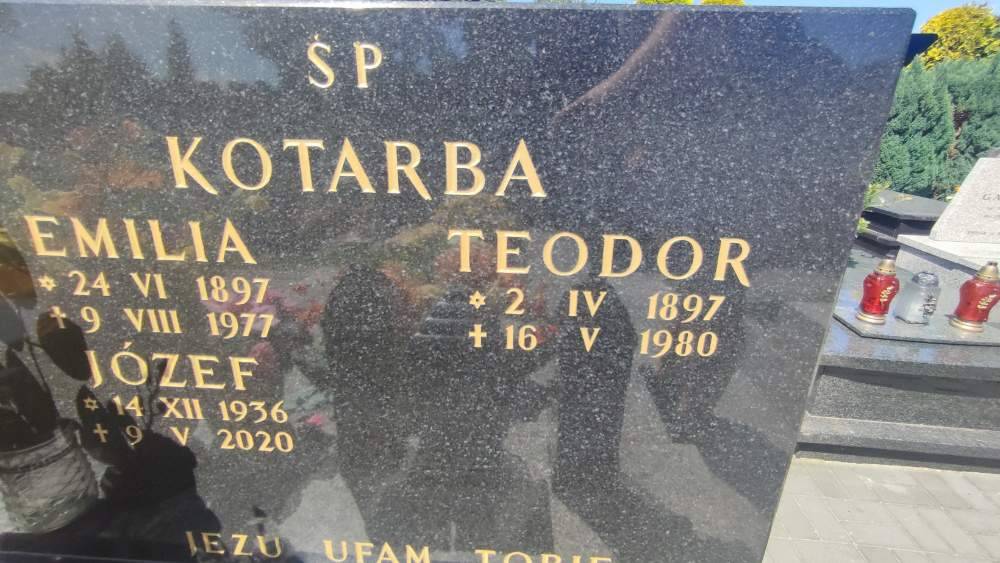 ŚP
KOTARBA
EMILIA
* 24 VI 1897
+ 9 VIII 1977
JÓZEF
* 14 XII 1936
+ 9 V 2020
TEODOR
* 2 IV 1897
+ 16 V 1980
JEZU UFAM TOBIE